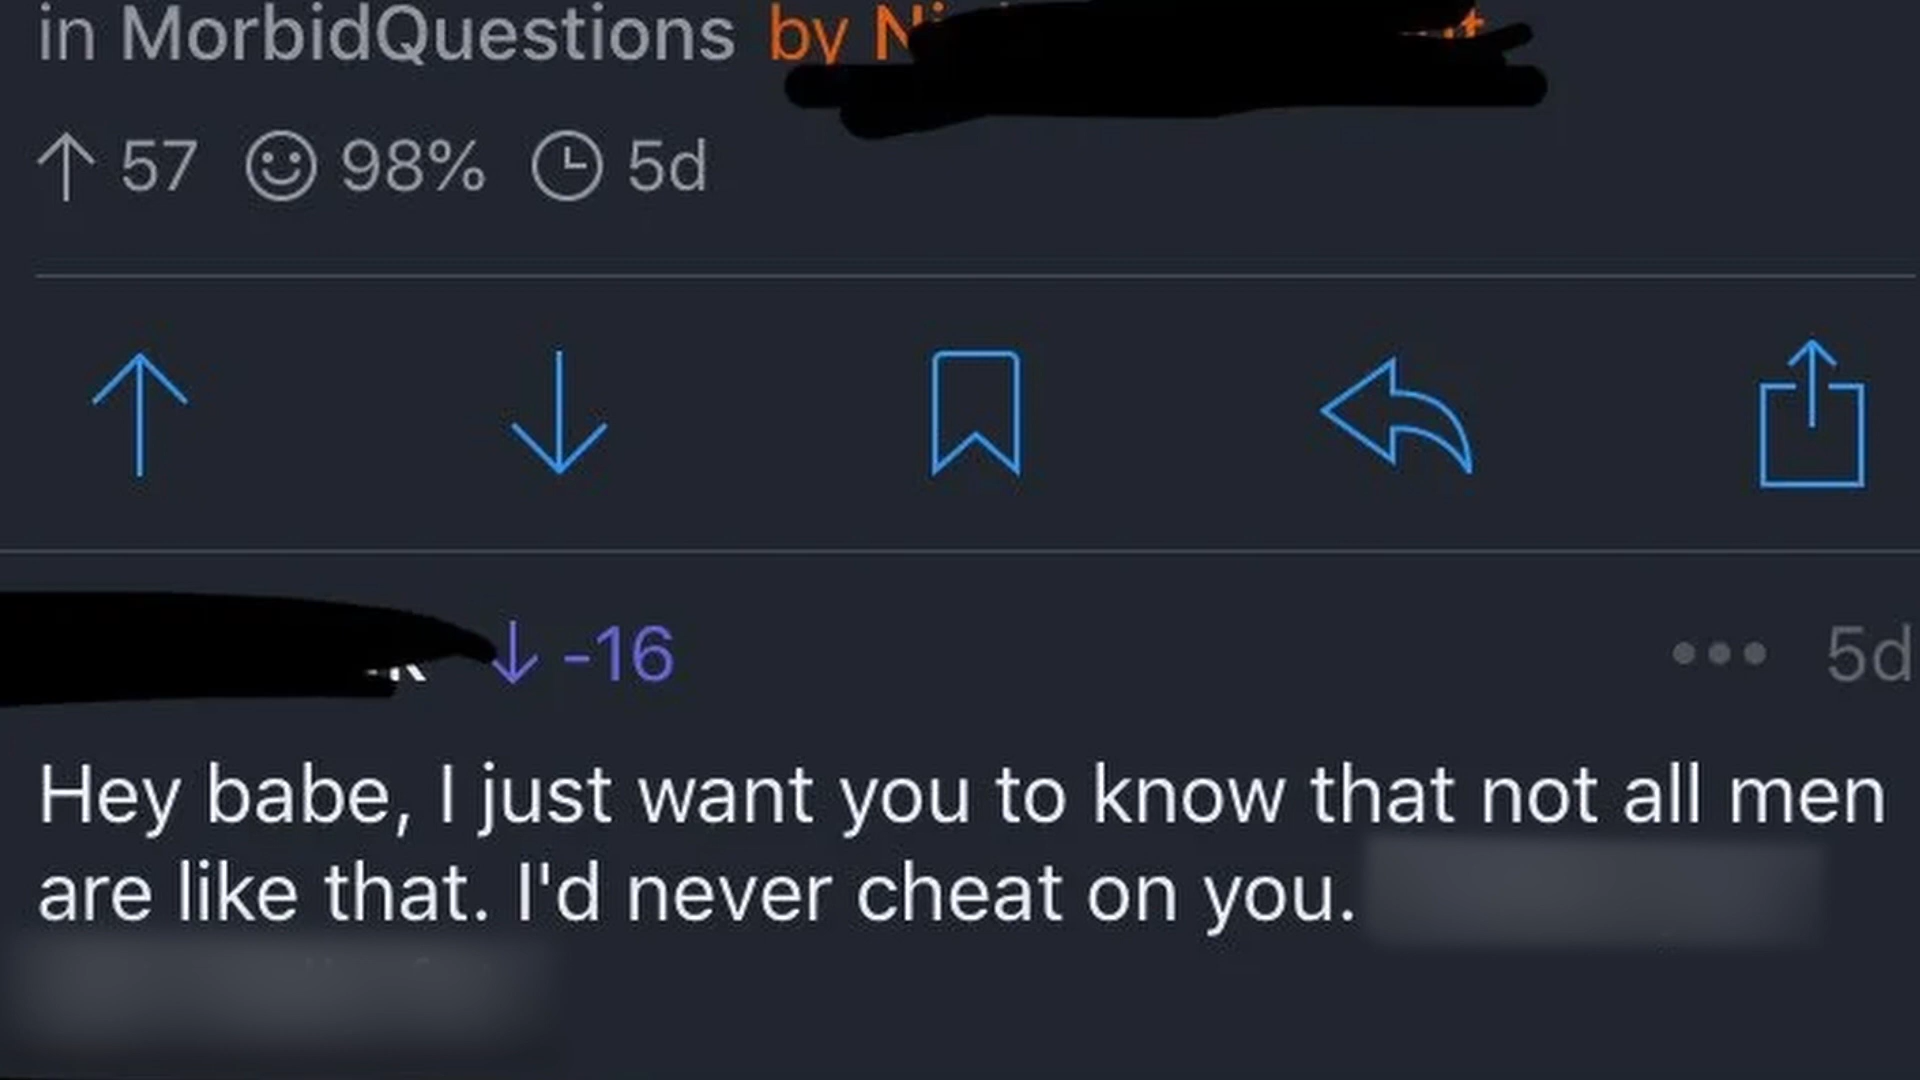 in MorbidQuestions by
57 98% 5d
-16 5d
Hey babe, I just want you to know that not all men
are like that. I'd never cheat on you.